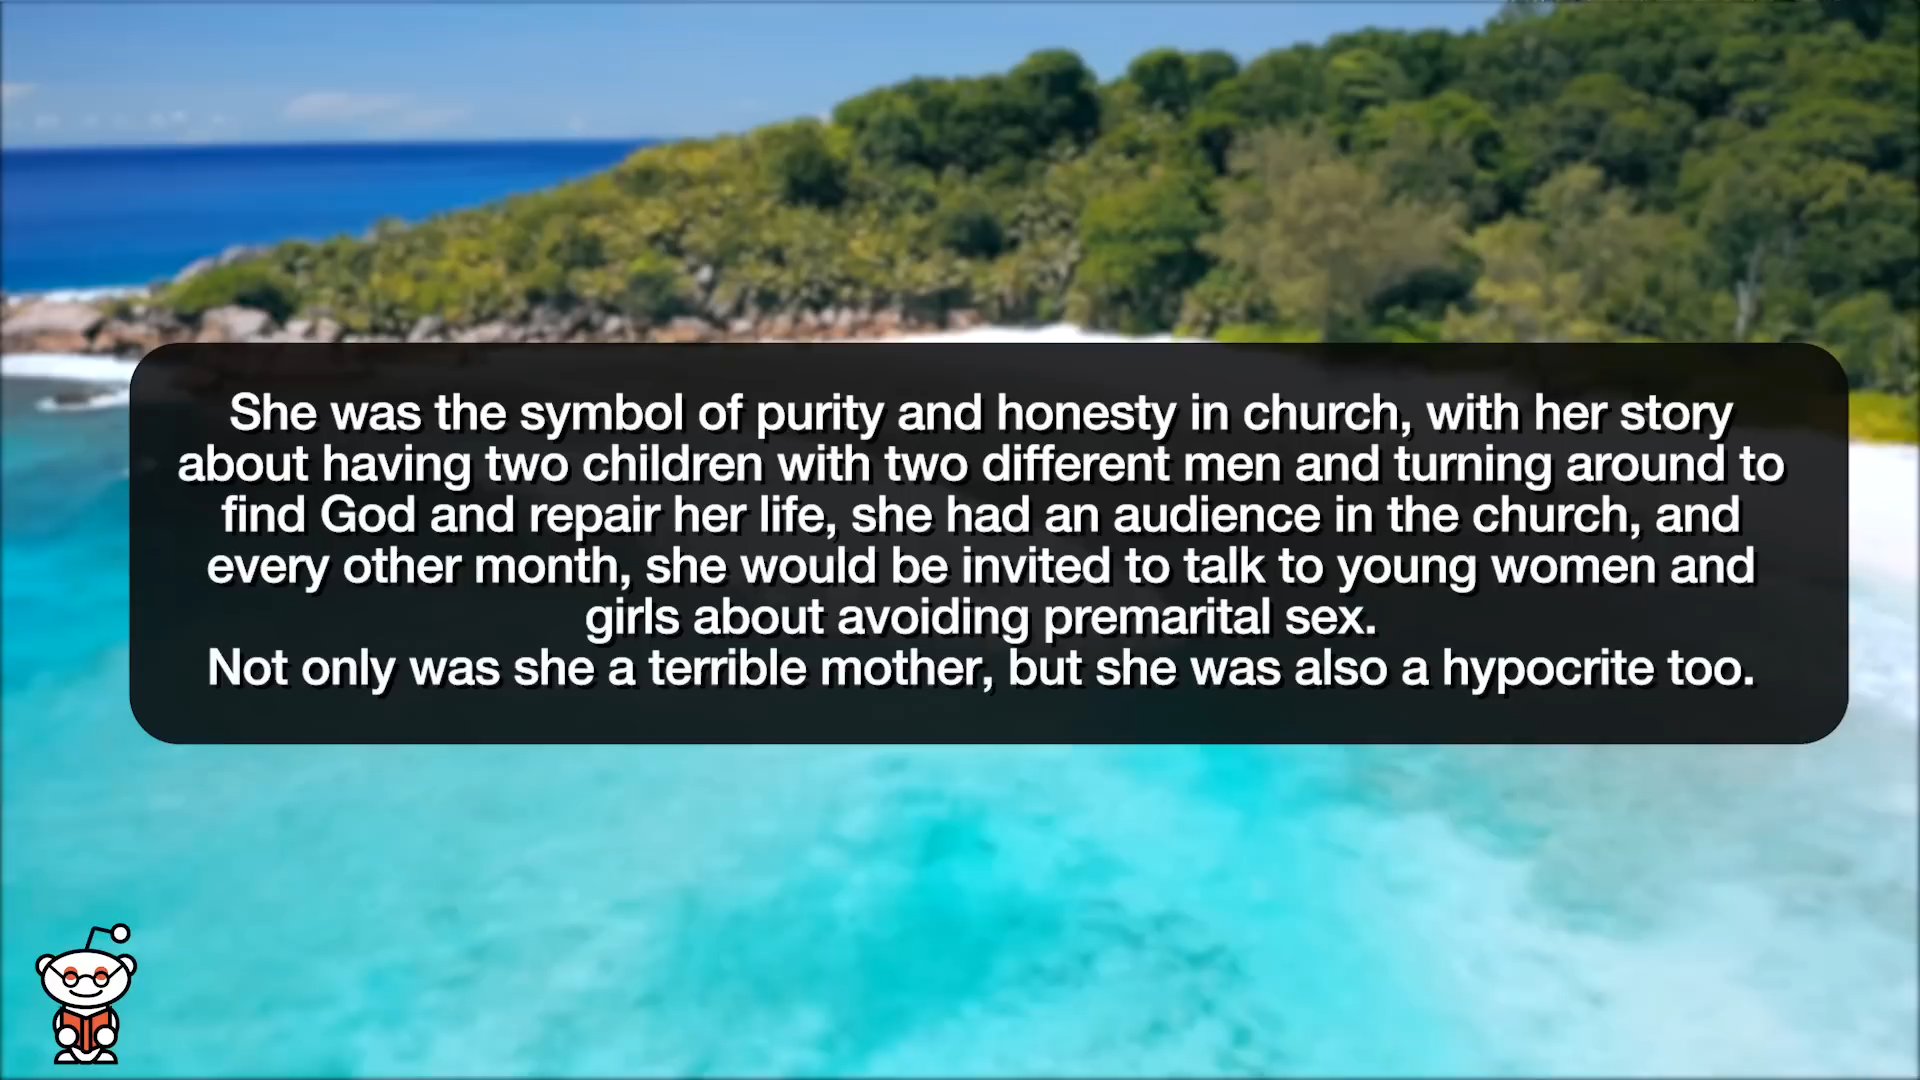 She was the symbol of purity and honesty in church, with her story
about having two children with two different men and turning around to
find God and repair her life, she had an audience in the church, and
every other month, she would be invited to talk to young women and
girls about avoiding premarital sex.
Not only was she a terrible mother, but she was also a hypocrite too.